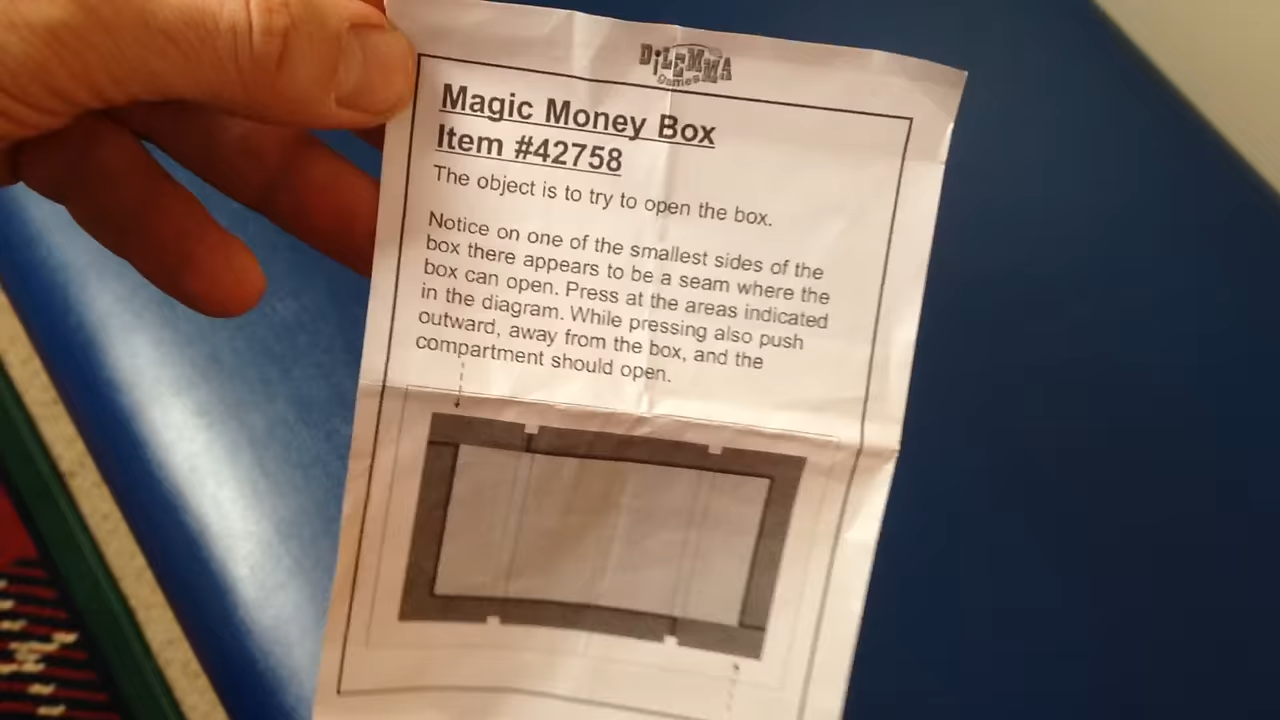 DiLEMMA
Games
Magic Money Box
Item #42758
The object is to try to open the box.
Notice on one of the smallest sides of the
box there appears to be a seam where the
box can open. Press at the areas indicated
in the diagram. While pressing also push
outward, away from the box, and the
compartment should open.